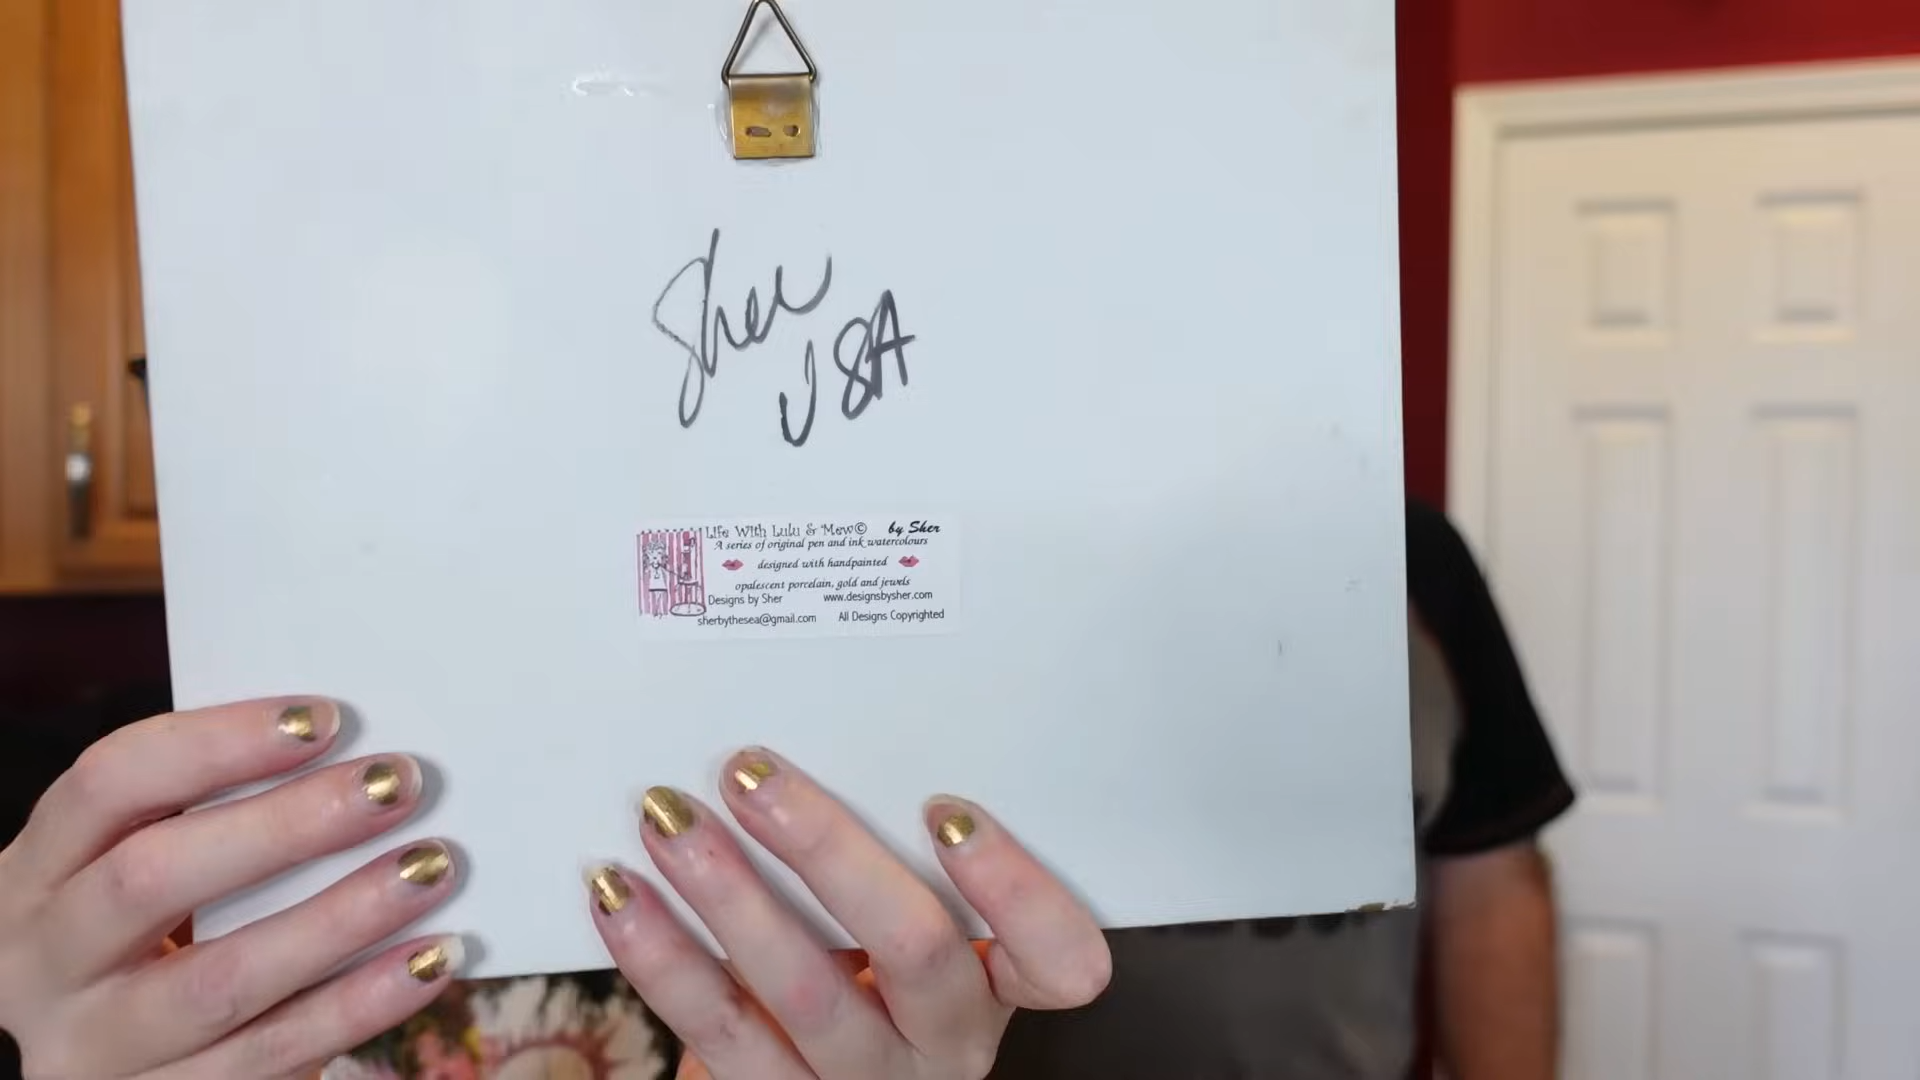 Sher
USA
Life With Lulu & Mew© by Sher
A series of original pen and ink watercolours
designed with handpainted
opalescent porcelain, gold and jewels
Designs by Sher www.designsbysher.com
sherbythesea@gmail.com All Designs Copyrighted